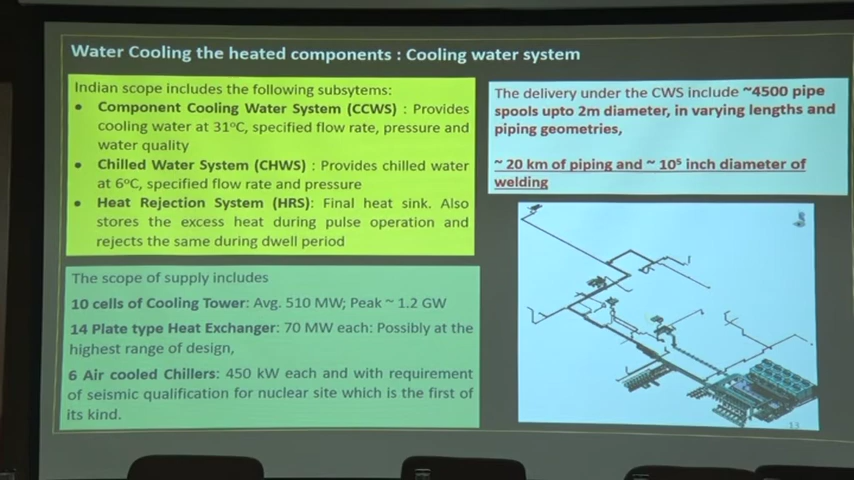 Water Cooling the heated components : Cooling water system
Indian scope includes the following subsytems:
• Component Cooling Water System (CCWS) : Provides
cooling water at 31°C, specified flow rate, pressure and
water quality
• Chilled Water System (CHWS) : Provides chilled water
at 6°C, specified flow rate and pressure
• Heat Rejection System (HRS): Final heat sink. Also
stores the excess heat during pulse operation and
rejects the same during dwell period
The scope of supply includes
10 cells of Cooling Tower: Avg. 510 MW; Peak ~ 1.2 GW
14 Plate type Heat Exchanger: 70 MW each: Possibly at the
highest range of design,
6 Air cooled Chillers: 450 kW each and with requirement
of seismic qualification for nuclear site which is the first of
its kind.
The delivery under the CWS include ~4500 pipe
spools upto 2m diameter, in varying lengths and
piping geometries,
~ 20 km of piping and ~ 10⁵ inch diameter of
welding
13